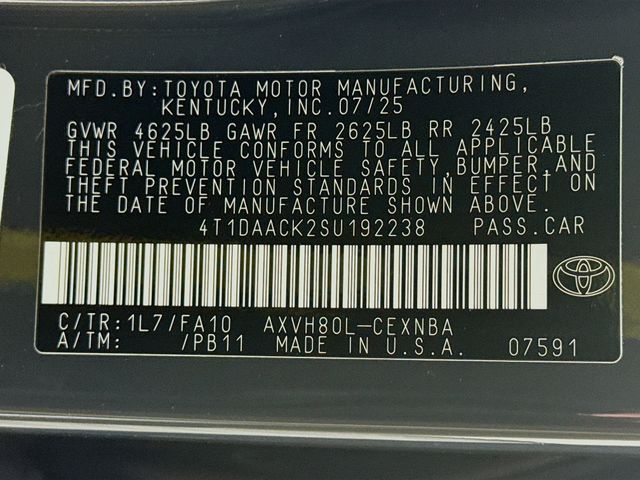 MFD.BY: TOYOTA MOTOR MANUFACTURING,
KENTUCKY, INC. 07/25
GVWR 4625LB GAWR FR 2625LB RR 2425LB
THIS VEHICLE CONFORMS TO ALL APPLICABLE
FEDERAL MOTOR VEHICLE SAFETY, BUMPER, AND
THEFT PREVENTION STANDARDS IN EFFECT ON
THE DATE OF MANUFACTURE SHOWN ABOVE.
4T1DAACK2SU192238 PASS.CAR
C/TR: 1L7/FA10 AXVH80L-CEXNBA
A/TM: /PB11 MADE IN U.S.A. 07591